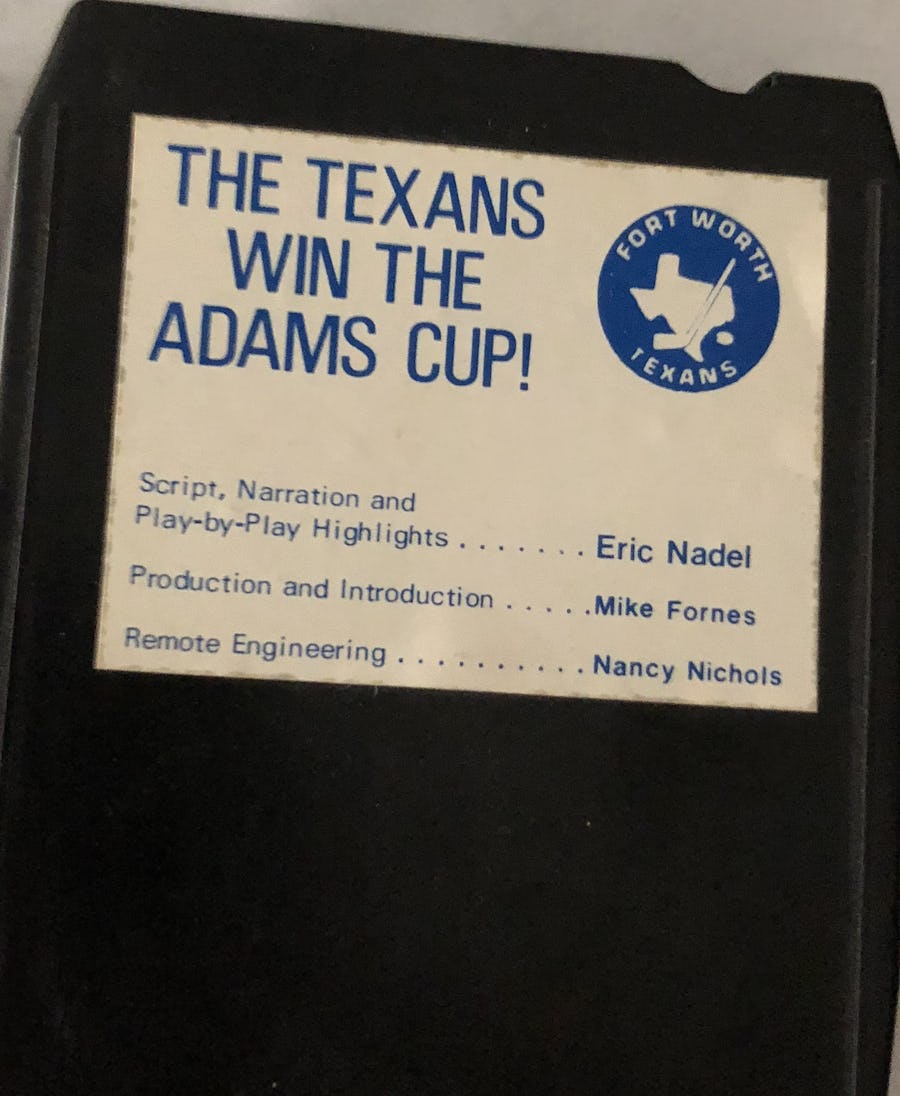 THE TEXANS
WIN THE
ADAMS CUP!
FORT WORTH
TEXANS
Script, Narration and
Play-by-Play Highlights . . . . . . . Eric Nadel
Production and Introduction . . . . .Mike Fornes
Remote Engineering . . . . . . . . . . Nancy Nichols